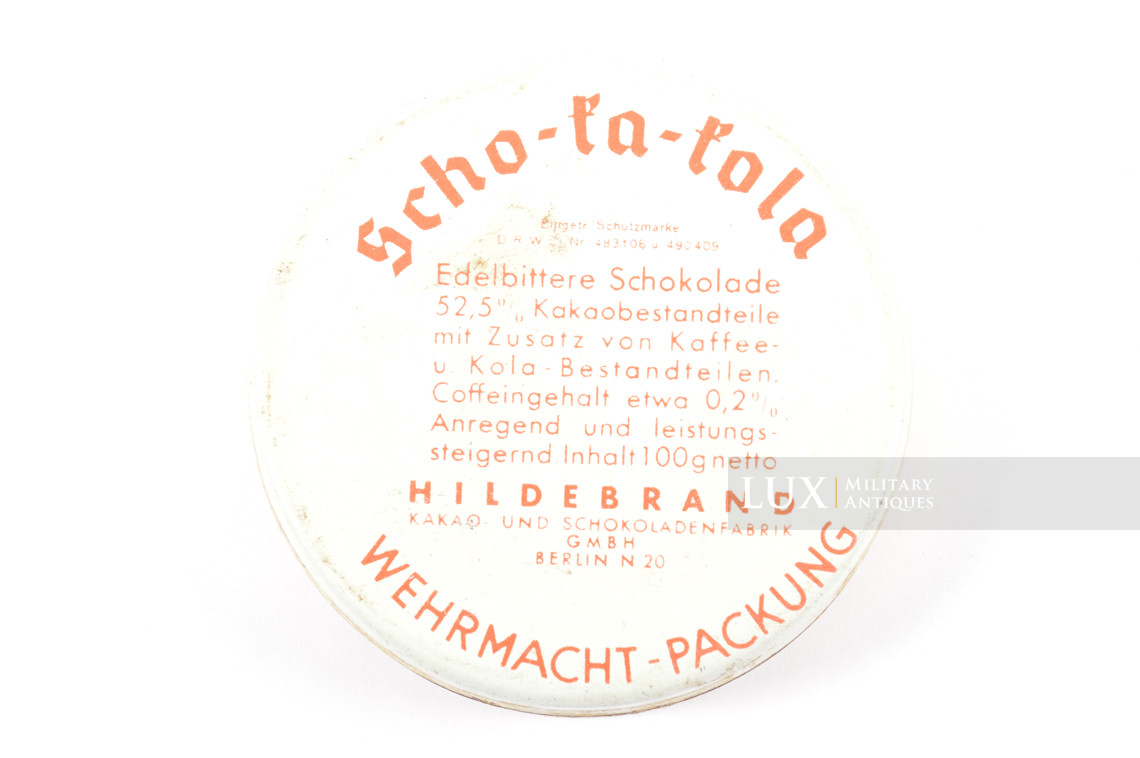 Scho-ka-kola
Eingetr. Schutzmarke
D.R.W.Z. Nr. 483106 u. 490409
Edelbittere Schokolade
52,5% Kakaobestandteile
mit Zusatz von Kaffee-
u. Kola-Bestandteilen.
Coffeingehalt etwa 0,2%.
Anregend und leistungs-
steigernd. Inhalt 100g netto
HILDEBRAND
KAKAO- UND SCHOKOLADENFABRIK
GMBH
BERLIN N 20
WEHRMACHT-PACKUNG
LUX MILITARY
ANTIQUES